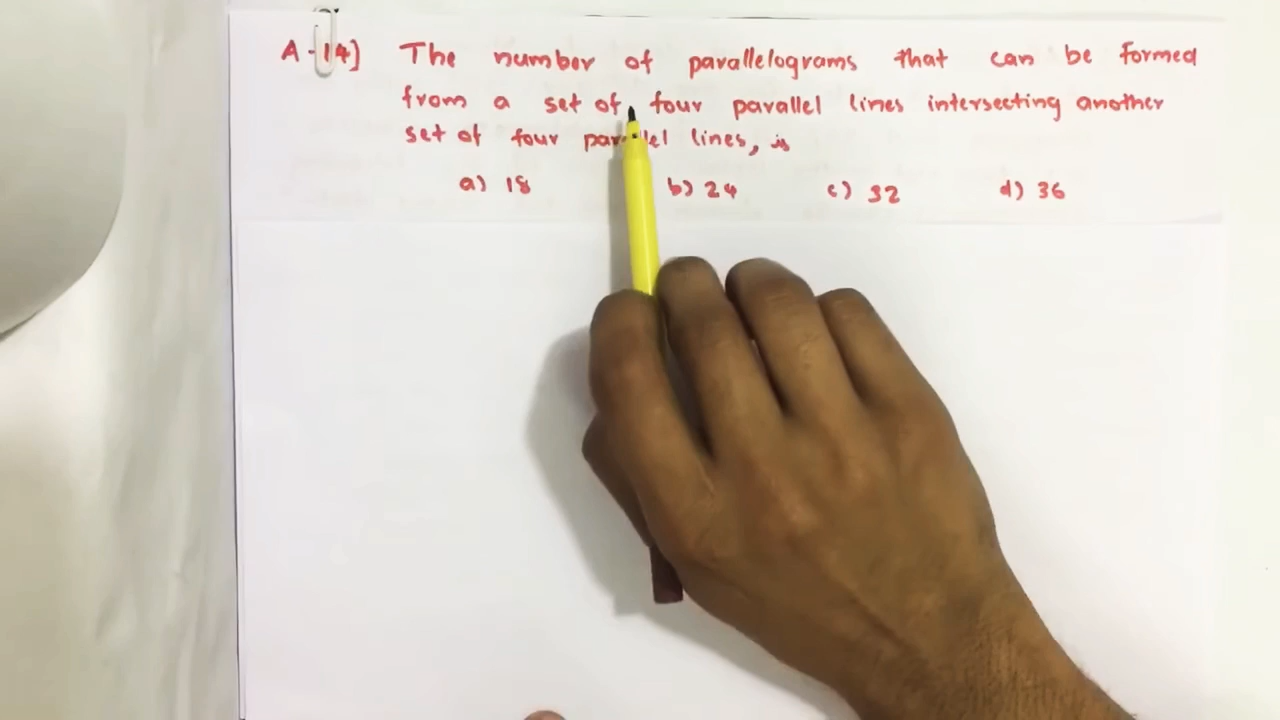 A-14] The number of parallelograms that can be formed
from a set of four parallel lines intersecting another
set of four parallel lines, is
a) 18 b) 24 c) 32 d) 36